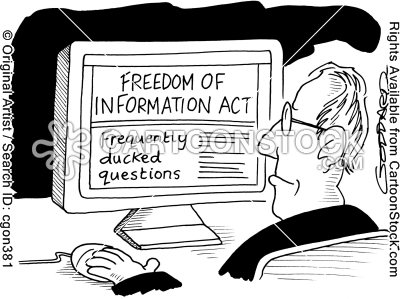 FREEDOM OF
INFORMATION ACT
Frequently
ducked
questions
CARTOONSTOCK
.COM
© Original Artist / Search ID: cgon381
Rights Available from CartoonStock.com